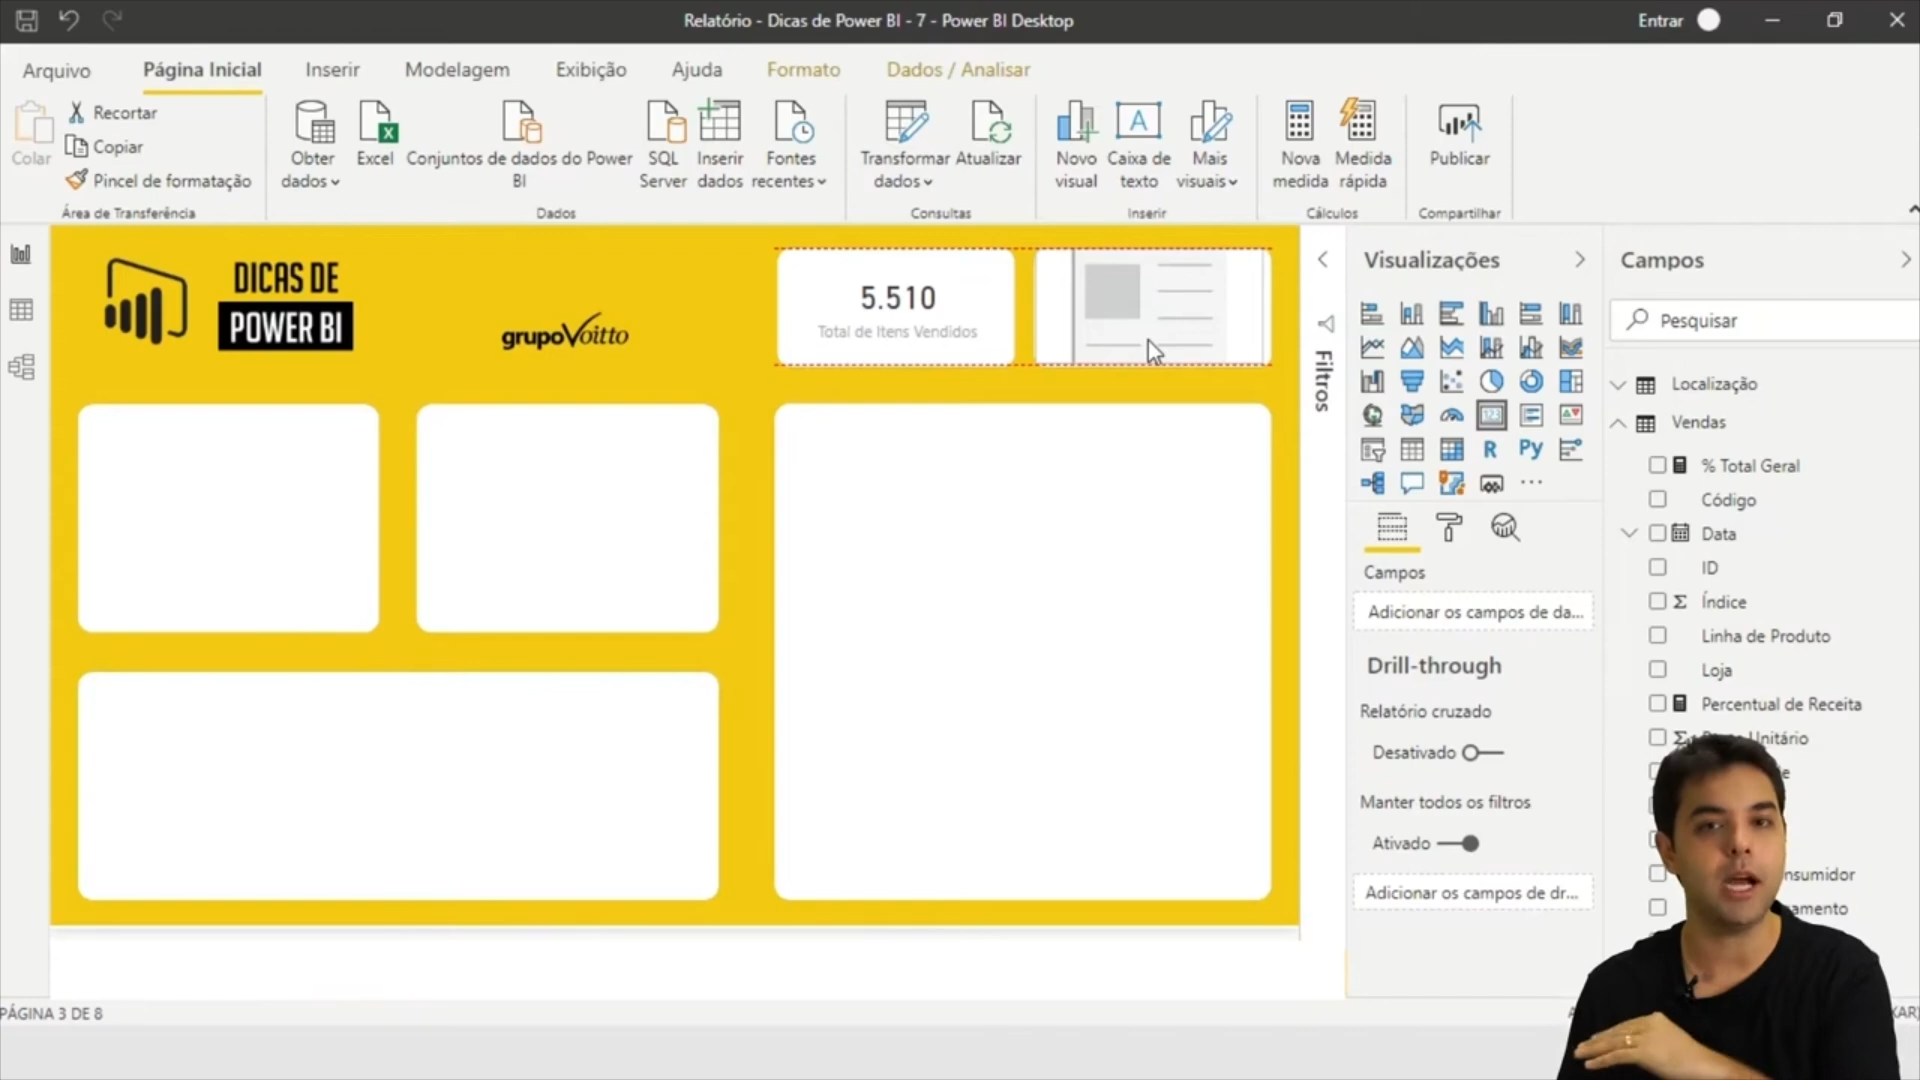 Relatório - Dicas de Power BI - 7 - Power BI Desktop
Entrar
Arquivo
Página Inicial
Inserir
Modelagem
Exibição
Ajuda
Formato
Dados / Analisar
Colar
Recortar
Copiar
Pincel de formatação
Área de Transferência
Obter
dados
Excel
Conjuntos de dados do Power
BI
SQL
Server
Inserir
dados
Fontes
recentes
Dados
Transformar
dados
Atualizar
Consultas
Novo
visual
A
Caixa de
texto
Mais
visuais
Inserir
Nova
medida
Medida
rápida
Cálculos
Publicar
Compartilhar
DICAS DE
POWER BI
grupoVoitto
5.510
Total de Itens Vendidos
Filtros
Visualizações
123
R
Py
Campos
Adicionar os campos de da...
Drill-through
Relatório cruzado
Desativado
Manter todos os filtros
Ativado
Adicionar os campos de dr...
Campos
Pesquisar
Localização
Vendas
% Total Geral
Código
Data
ID
Σ Índice
Linha de Produto
Loja
Percentual de Receita
Unitário
nsumidor
amento
PÁGINA 3 DE 8